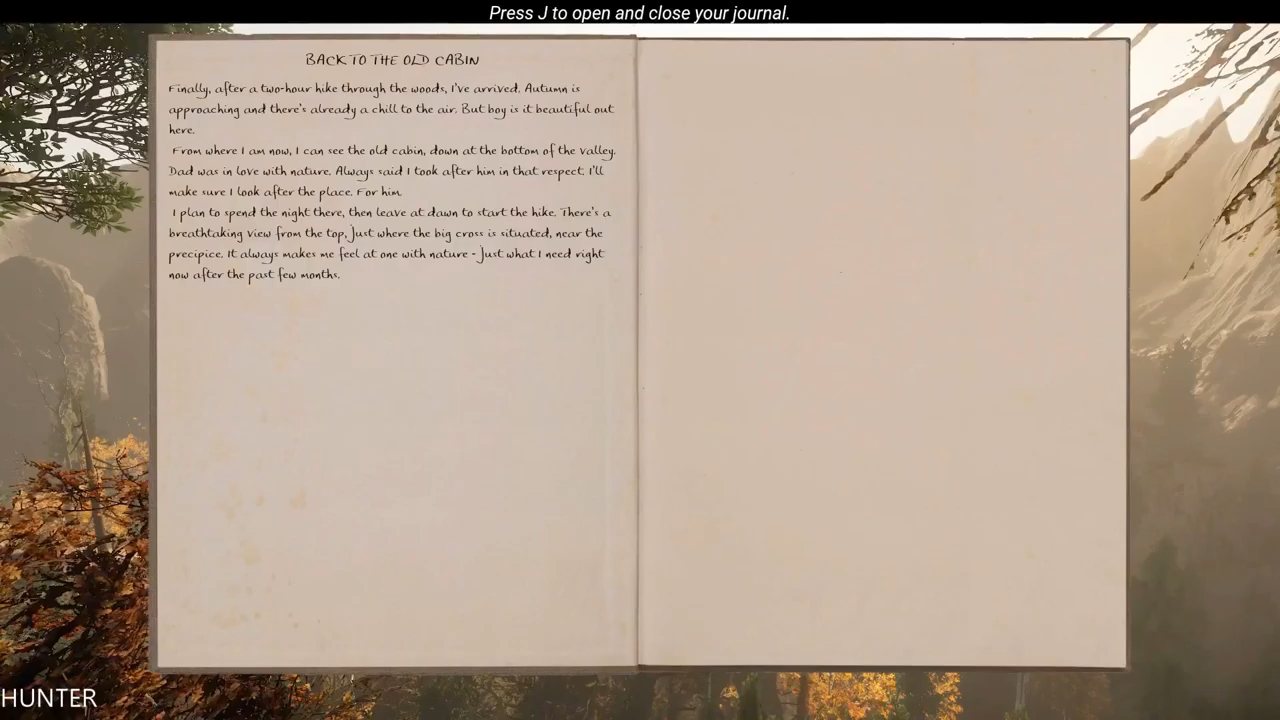 Press J to open and close your journal.
BACK TO THE OLD CABIN
Finally, after a two-hour hike through the woods, I've arrived. Autumn is
approaching and there's already a chill to the air. But boy is it beautiful out
here.
From where I am now, I can see the old cabin, down at the bottom of the valley.
Dad was in love with nature. Always said I took after him in that respect. I'll
make sure I look after the place. For him.
I plan to spend the night there, then leave at dawn to start the hike. There's a
breathtaking view from the top, just where the big cross is situated, near the
precipice. It always makes me feel at one with nature - just what I need right
now after the past few months.
HUNTER